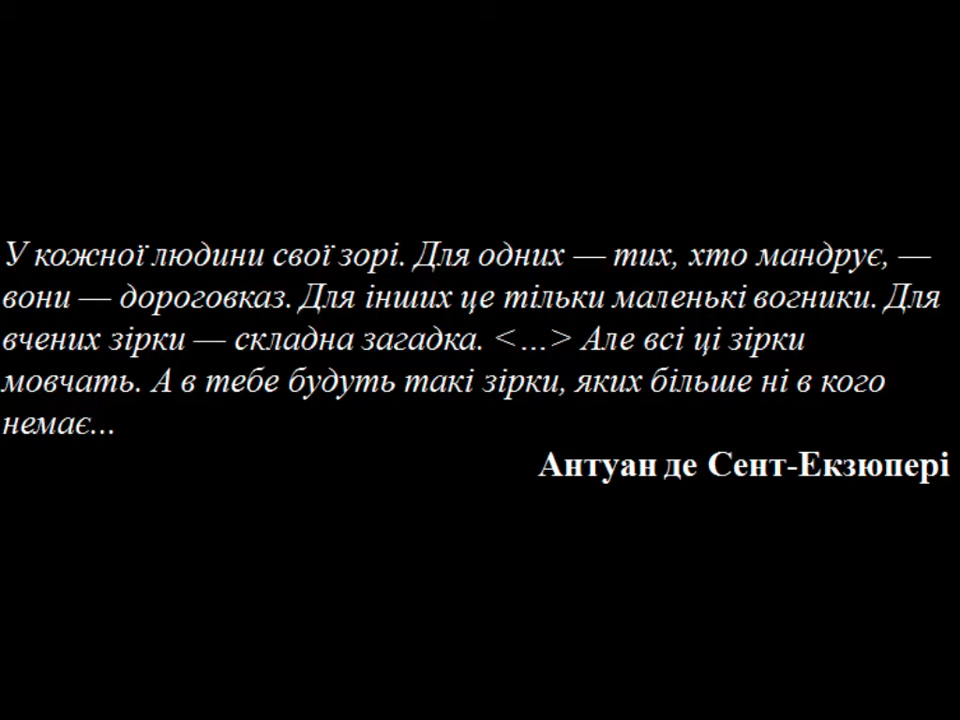 У кожної людини свої зорі. Для одних — тих, хто мандрує, —
вони — дороговказ. Для інших це тільки маленькі вогники. Для
вчених зірки — складна загадка. <…> Але всі ці зірки
мовчать. А в тебе будуть такі зірки, яких більше ні в кого
немає...
Антуан де Сент-Екзюпері